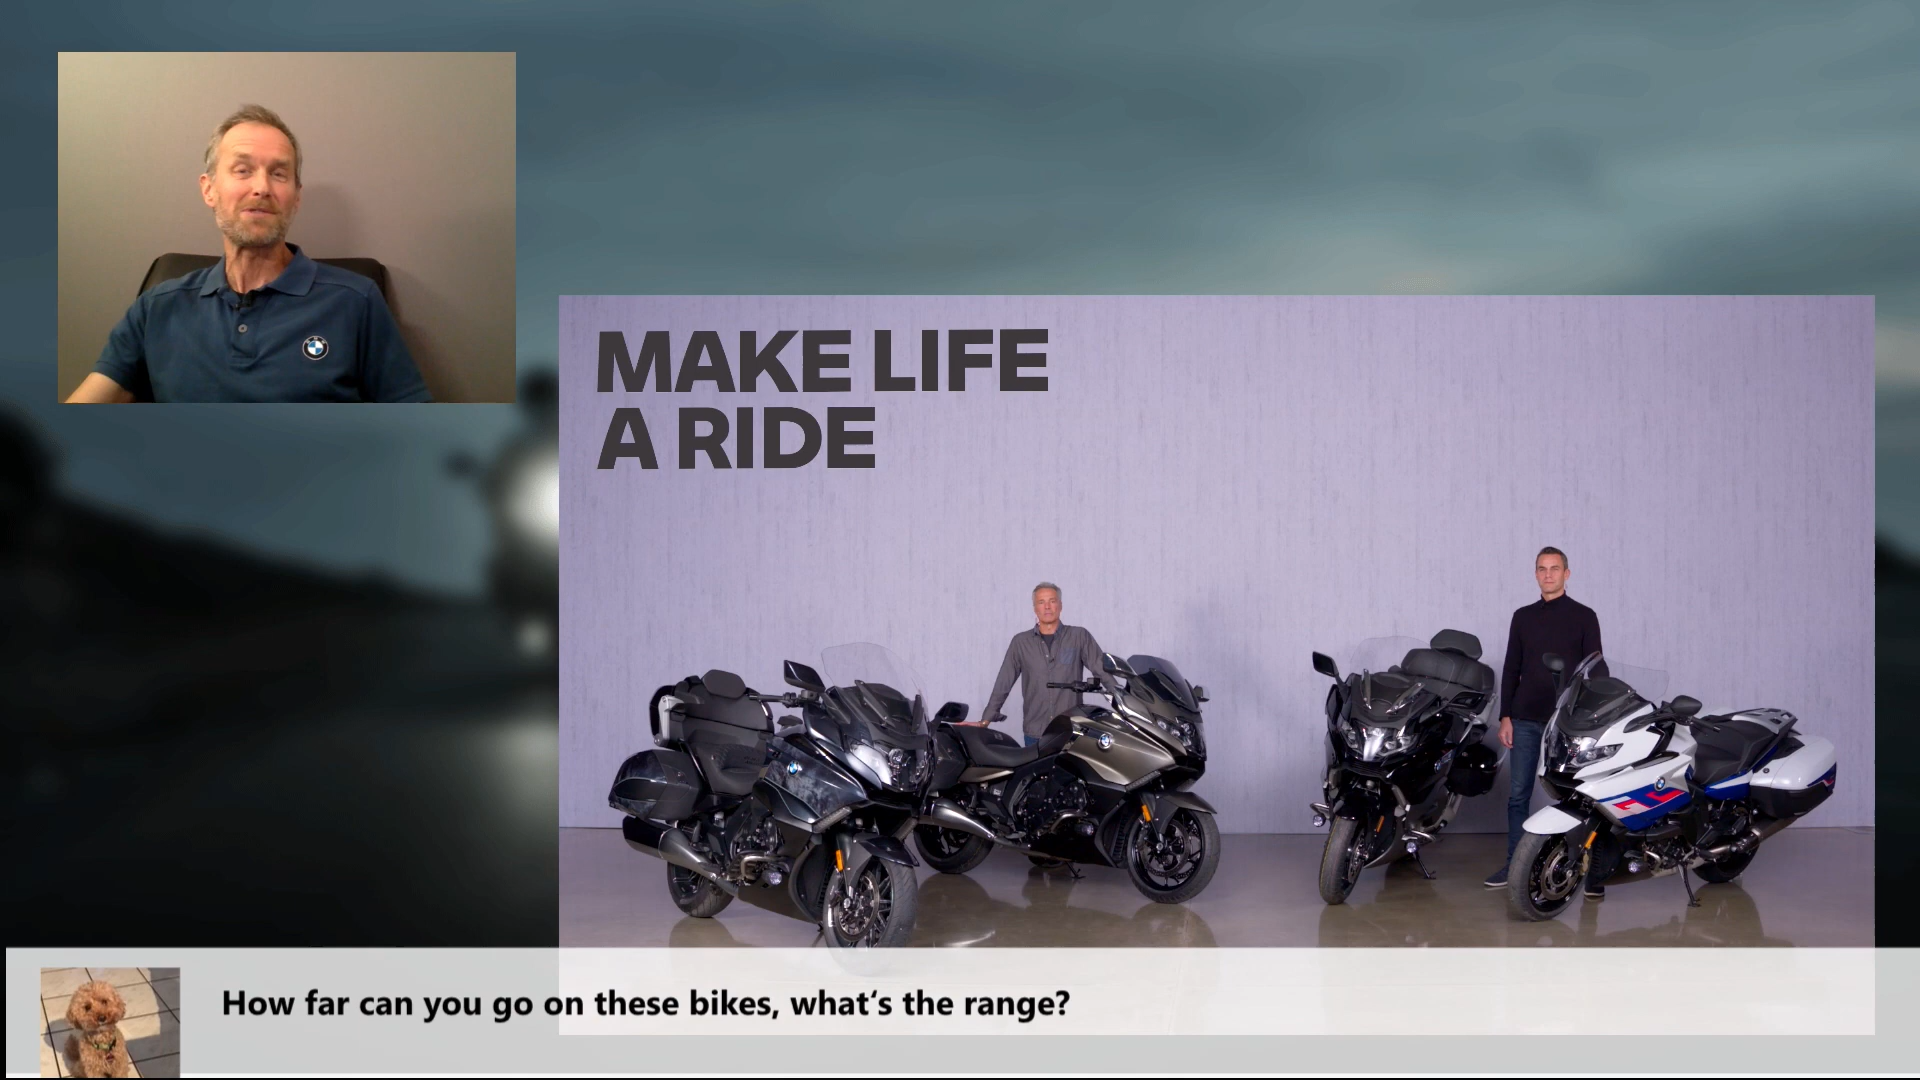 MAKE LIFE
A RIDE
How far can you go on these bikes, what‘s the range?